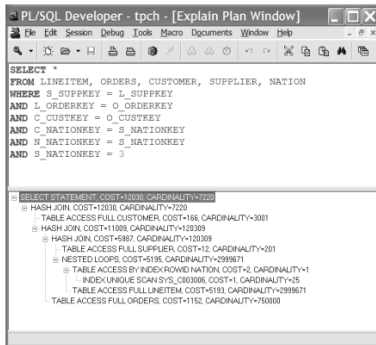 PL/SQL Developer - tpch - [Explain Plan Window]
File Edit Session Debug Tools Macro Documents Window Help
SELECT *
FROM LINEITEM, ORDERS, CUSTOMER, SUPPLIER, NATION
WHERE S_SUPPKEY = L_SUPPKEY
AND L_ORDERKEY = O_ORDERKEY
AND C_CUSTKEY = O_CUSTKEY
AND C_NATIONKEY = S_NATIONKEY
AND N_NATIONKEY = S_NATIONKEY
AND S_NATIONKEY = 3
SELECT STATEMENT, COST=12030, CARDINALITY=7220
HASH JOIN, COST=12030, CARDINALITY=7220
TABLE ACCESS FULL CUSTOMER, COST=166, CARDINALITY=3001
HASH JOIN, COST=11009, CARDINALITY=120309
HASH JOIN, COST=5987, CARDINALITY=120309
TABLE ACCESS FULL SUPPLIER, COST=12, CARDINALITY=201
NESTED LOOPS, COST=5195, CARDINALITY=2999671
TABLE ACCESS BY INDEX ROWID NATION, COST=2, CARDINALITY=1
INDEX UNIQUE SCAN SYS_C003006, COST=1, CARDINALITY=25
TABLE ACCESS FULL LINEITEM, COST=5193, CARDINALITY=2999671
TABLE ACCESS FULL ORDERS, COST=1152, CARDINALITY=750000